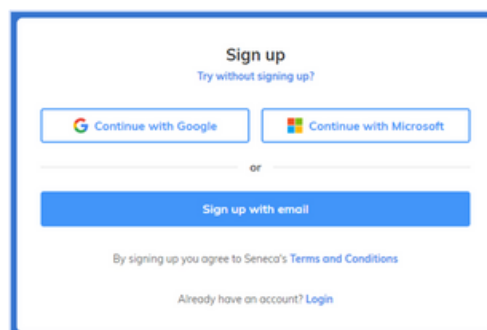 Sign up
Try without signing up?
Continue with Google
Continue with Microsoft
or
Sign up with email
By signing up you agree to Seneca's Terms and Conditions
Already have an account? Login